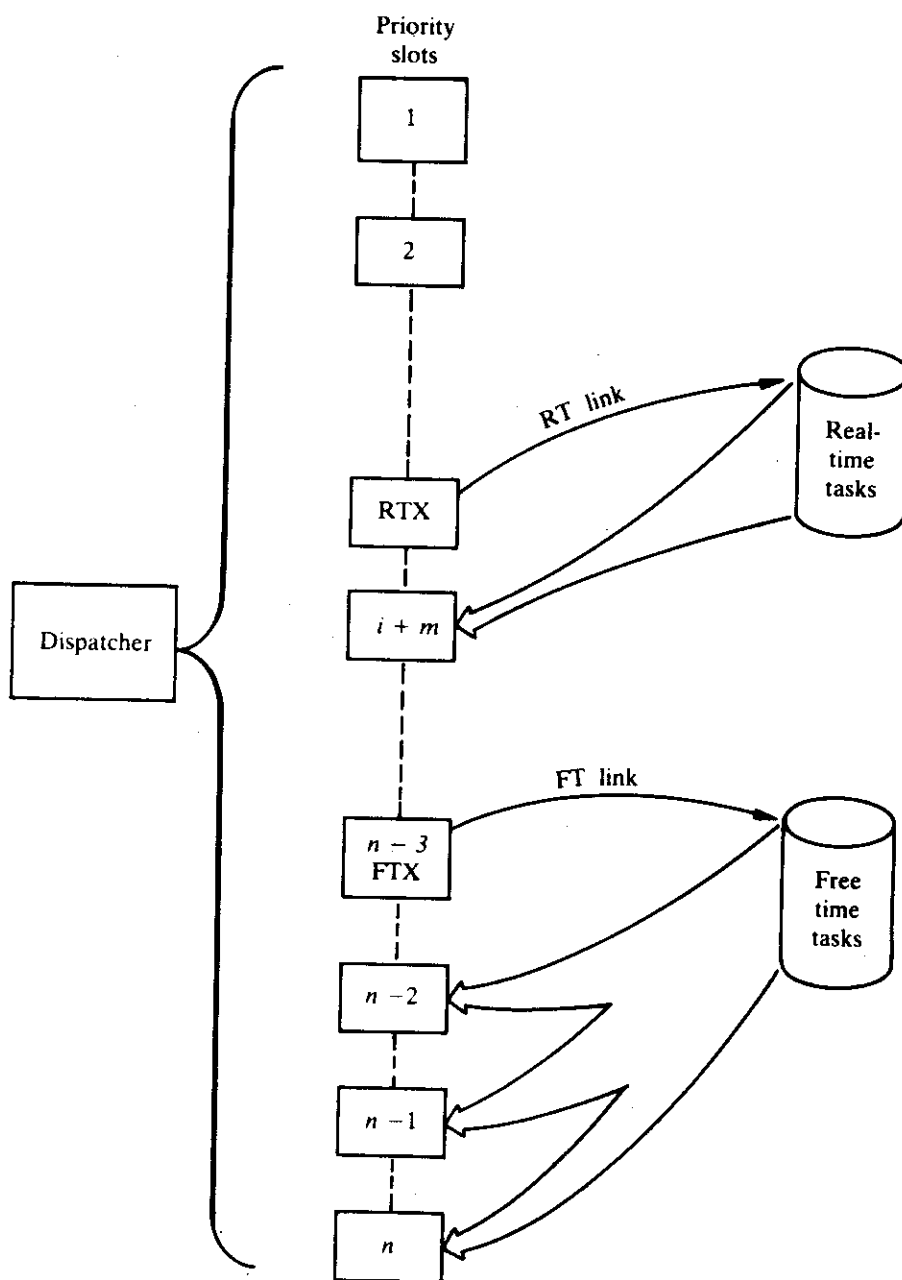 Priority
slots
1
2
RT link
RTX
Real-
time
tasks
i + m
Dispatcher
FT link
n - 3
FTX
Free
time
tasks
n - 2
n - 1
n